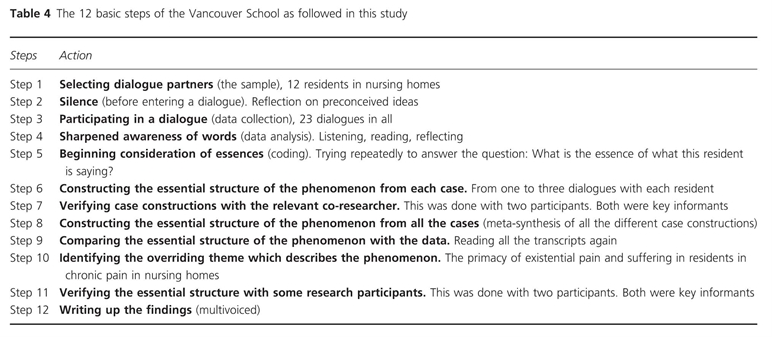 Table 4 The 12 basic steps of the Vancouver School as followed in this study
Steps Action
Step 1 Selecting dialogue partners (the sample), 12 residents in nursing homes
Step 2 Silence (before entering a dialogue). Reflection on preconceived ideas
Step 3 Participating in a dialogue (data collection), 23 dialogues in all
Step 4 Sharpened awareness of words (data analysis). Listening, reading, reflecting
Step 5 Beginning consideration of essences (coding). Trying repeatedly to answer the question: What is the essence of what this resident
is saying?
Step 6 Constructing the essential structure of the phenomenon from each case. From one to three dialogues with each resident
Step 7 Verifying case constructions with the relevant co-researcher. This was done with two participants. Both were key informants
Step 8 Constructing the essential structure of the phenomenon from all the cases (meta-synthesis of all the different case constructions)
Step 9 Comparing the essential structure of the phenomenon with the data. Reading all the transcripts again
Step 10 Identifying the overriding theme which describes the phenomenon. The primacy of existential pain and suffering in residents in
chronic pain in nursing homes
Step 11 Verifying the essential structure with some research participants. This was done with two participants. Both were key informants
Step 12 Writing up the findings (multivoiced)